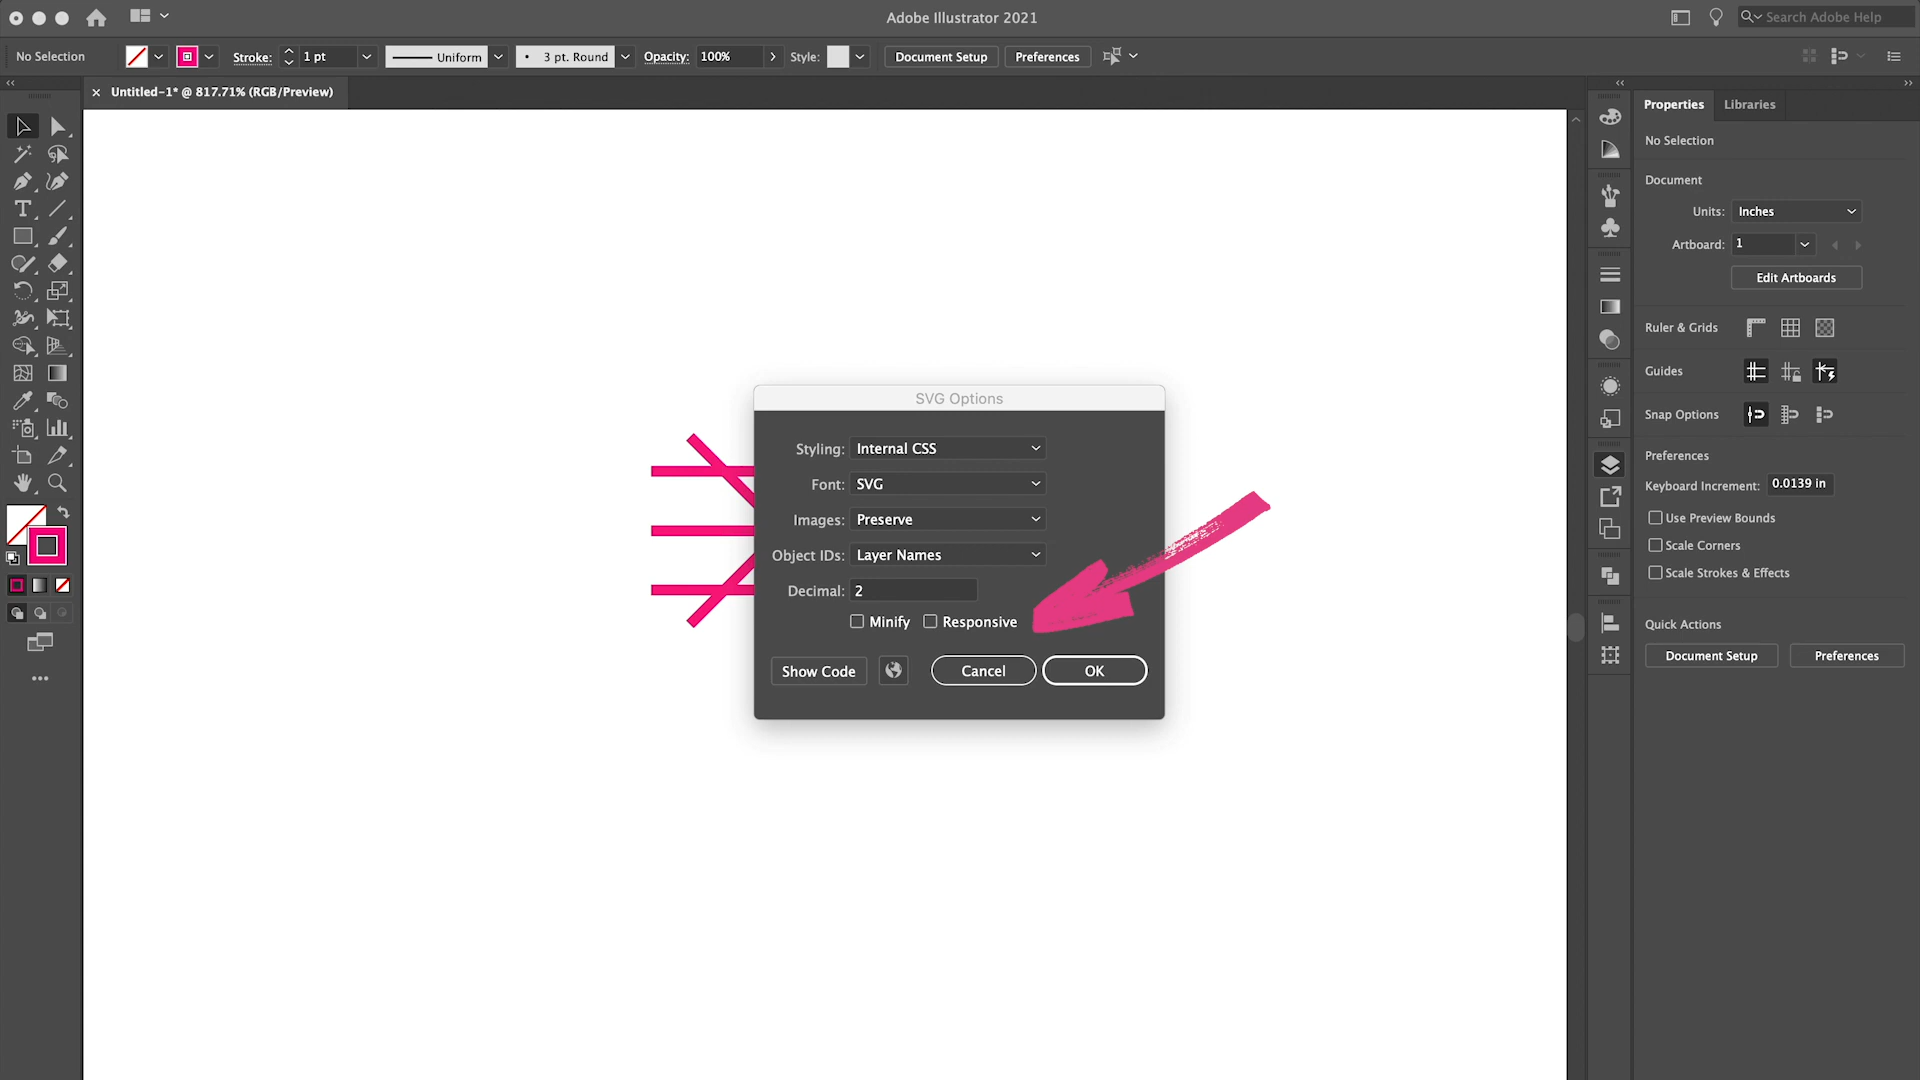 Adobe Illustrator 2021
Search Adobe Help
No Selection
Stroke:
1 pt
Uniform
3 pt. Round
Opacity:
100%
Style:
Document Setup
Preferences
Untitled-1* @ 817.71% (RGB/Preview)
Properties
Libraries
No Selection
Document
Units:
Inches
Artboard:
1
Edit Artboards
Ruler & Grids
Guides
Snap Options
Preferences
Keyboard Increment:
0.0139 in
Use Preview Bounds
Scale Corners
Scale Strokes & Effects
Quick Actions
Document Setup
Preferences
SVG Options
Styling:
Internal CSS
Font:
SVG
Images:
Preserve
Object IDs:
Layer Names
Decimal:
2
Minify
Responsive
Show Code
Cancel
OK